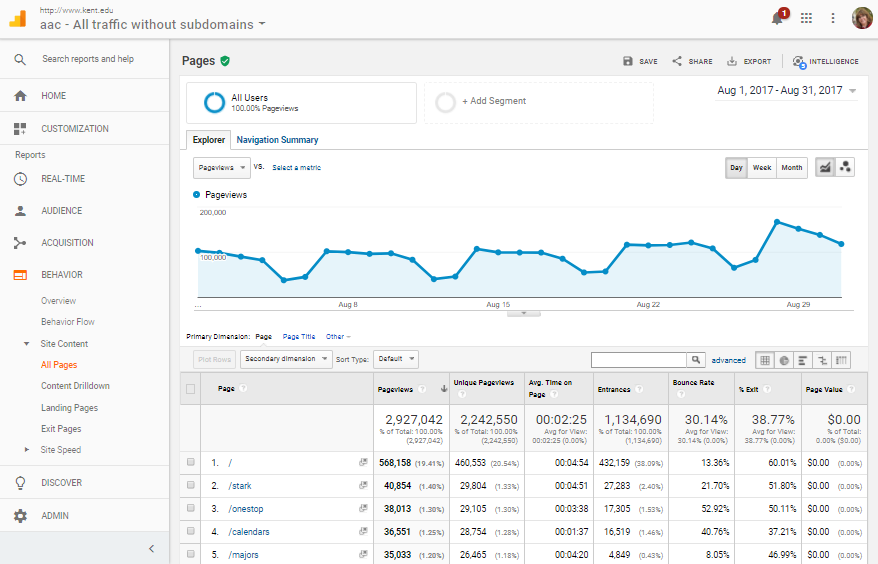 http://www.kent.edu
aac - All traffic without subdomains
1
Search reports and help
HOME
CUSTOMIZATION
Reports
REAL-TIME
AUDIENCE
ACQUISITION
BEHAVIOR
Overview
Behavior Flow
Site Content
All Pages
Content Drilldown
Landing Pages
Exit Pages
Site Speed
DISCOVER
ADMIN
Pages
SAVE SHARE EXPORT INTELLIGENCE
All Users
100.00% Pageviews
+ Add Segment
Aug 1, 2017 - Aug 31, 2017
Explorer Navigation Summary
Pageviews VS. Select a metric
Day Week Month
Pageviews
200,000
100,000
... Aug 8 Aug 15 Aug 22 Aug 29
Primary Dimension: Page Page Title Other
Plot Rows Secondary dimension Sort Type: Default advanced
Page Pageviews Unique Pageviews Avg. Time on Page Entrances Bounce Rate % Exit Page Value
2,927,042 2,242,550 00:02:25 1,134,690 30.14% 38.77% $0.00
% of Total: 100.00% (2,927,042) % of Total: 100.00% (2,242,550) Avg for View: 00:02:25 (0.00%) % of Total: 100.00% (1,134,690) Avg for View: 30.14% (0.00%) Avg for View: 38.77% (0.00%) % of Total: 0.00% ($0.00)
1. / 568,158 (19.41%) 460,553 (20.54%) 00:04:54 432,159 (38.09%) 13.36% 60.01% $0.00 (0.00%)
2. /stark 40,854 (1.40%) 29,804 (1.33%) 00:04:51 27,283 (2.40%) 21.70% 51.80% $0.00 (0.00%)
3. /onestop 38,013 (1.30%) 29,105 (1.30%) 00:03:38 17,305 (1.53%) 52.92% 50.11% $0.00 (0.00%)
4. /calendars 36,551 (1.25%) 28,754 (1.28%) 00:01:37 16,519 (1.46%) 40.76% 37.21% $0.00 (0.00%)
5. /majors 35,033 (1.20%) 26,465 (1.18%) 00:04:20 4,849 (0.43%) 8.05% 46.99% $0.00 (0.00%)